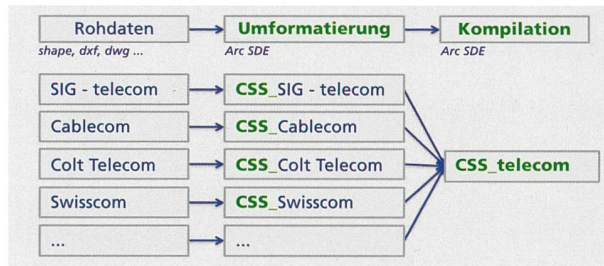 Rohdaten Umformatierung Kompilation
shape, dxf, dwg ... Arc SDE Arc SDE
SIG - telecom CSS_SIG - telecom
Cablecom CSS_Cablecom
Colt Telecom CSS_Colt Telecom
CSS_telecom
Swisscom CSS_Swisscom
... ...